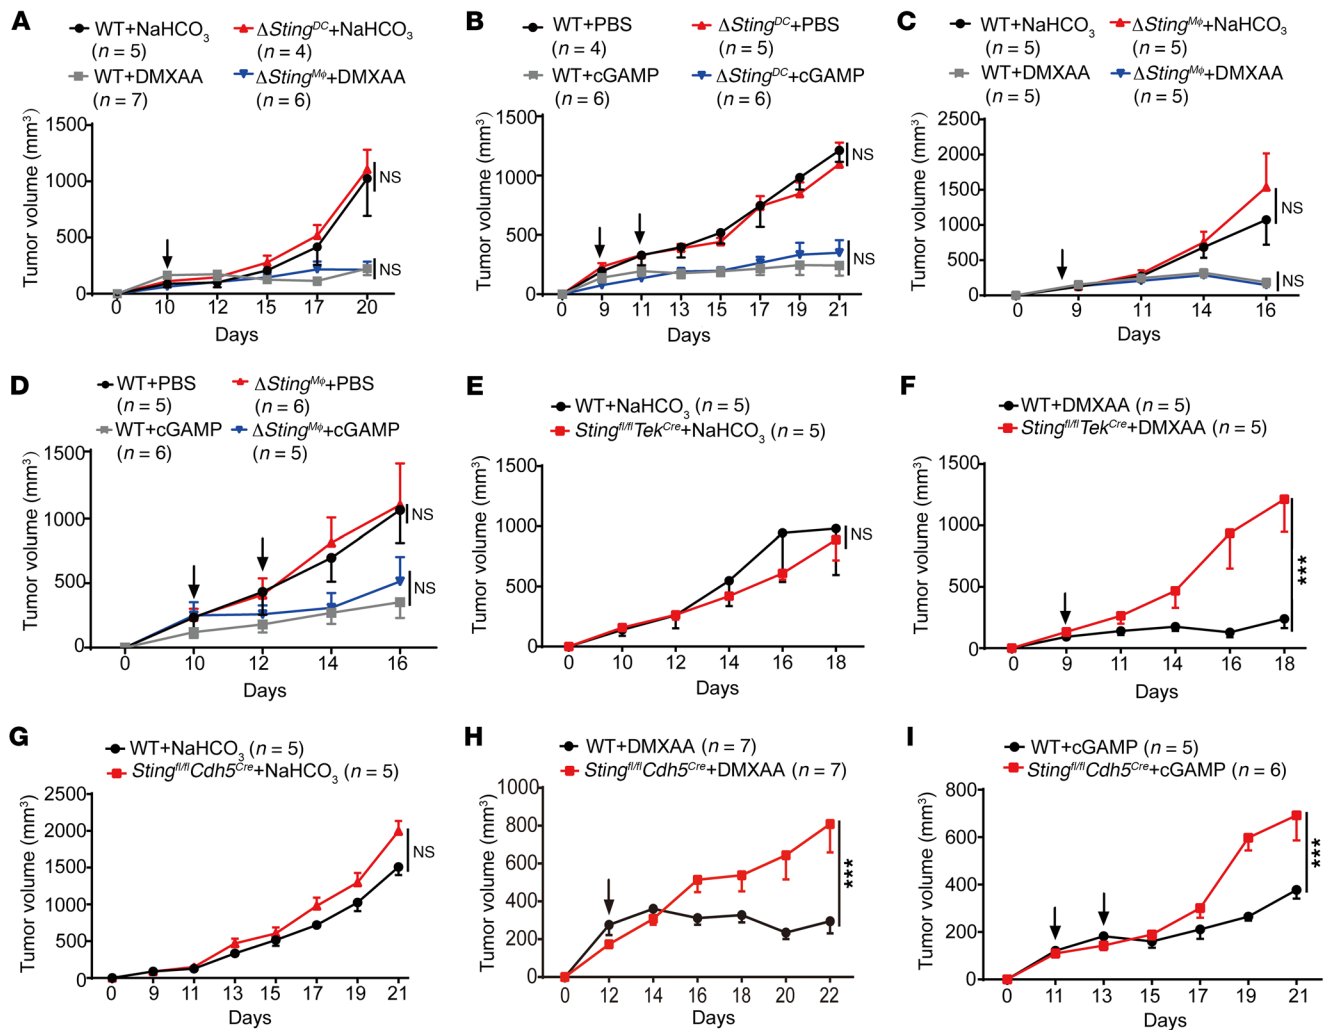 A
WT+NaHCO3 (n = 5)
ΔSting^DC+NaHCO3 (n = 4)
WT+DMXAA (n = 7)
ΔSting^Mϕ+DMXAA (n = 6)
Tumor volume (mm³)
1500
1000
500
0
NS
NS
0 10 12 15 17 20
Days
B
WT+PBS (n = 4)
ΔSting^DC+PBS (n = 5)
WT+cGAMP (n = 6)
ΔSting^DC+cGAMP (n = 6)
Tumor volume (mm³)
1500
1000
500
0
NS
NS
0 9 11 13 15 17 19 21
Days
C
WT+NaHCO3 (n = 5)
ΔSting^Mϕ+NaHCO3 (n = 5)
WT+DMXAA (n = 5)
ΔSting^Mϕ+DMXAA (n = 5)
Tumor volume (mm³)
2500
2000
1500
1000
500
0
NS
NS
0 9 11 14 16
Days
D
WT+PBS (n = 5)
ΔSting^Mϕ+PBS (n = 6)
WT+cGAMP (n = 6)
ΔSting^Mϕ+cGAMP (n = 5)
Tumor volume (mm³)
1500
1000
500
0
NS
NS
0 10 12 14 16
Days
E
WT+NaHCO3 (n = 5)
Sting^fl/fl Tek^Cre+NaHCO3 (n = 5)
Tumor volume (mm³)
1500
1000
500
0
NS
0 10 12 14 16 18
Days
F
WT+DMXAA (n = 5)
Sting^fl/fl Tek^Cre+DMXAA (n = 5)
Tumor volume (mm³)
1500
1000
500
0
***
0 9 11 14 16 18
Days
G
WT+NaHCO3 (n = 5)
Sting^fl/fl Cdh5^Cre+NaHCO3 (n = 5)
Tumor volume (mm³)
2500
2000
1500
1000
500
0
NS
0 9 11 13 15 17 19 21
Days
H
WT+DMXAA (n = 7)
Sting^fl/fl Cdh5^Cre+DMXAA (n = 7)
Tumor volume (mm³)
1000
800
600
400
200
0
***
0 12 14 16 18 20 22
Days
I
WT+cGAMP (n = 5)
Sting^fl/fl Cdh5^Cre+cGAMP (n = 6)
Tumor volume (mm³)
800
600
400
200
0
***
0 11 13 15 17 19 21
Days